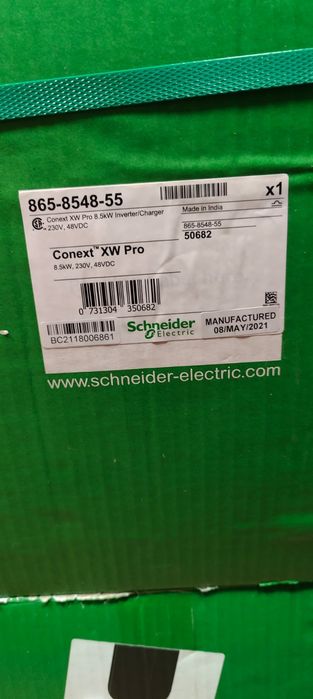 865-8548-55
x1
Conext XW Pro 8.5kW Inverter/Charger
230V, 48VDC
Made in India
865-8548-55
50682
Conext™ XW Pro
8.5kW, 230V, 48VDC
0 731304 350682
BC2118006861
Schneider
Electric
MANUFACTURED
08/MAY/2021
www.schneider-electric.com